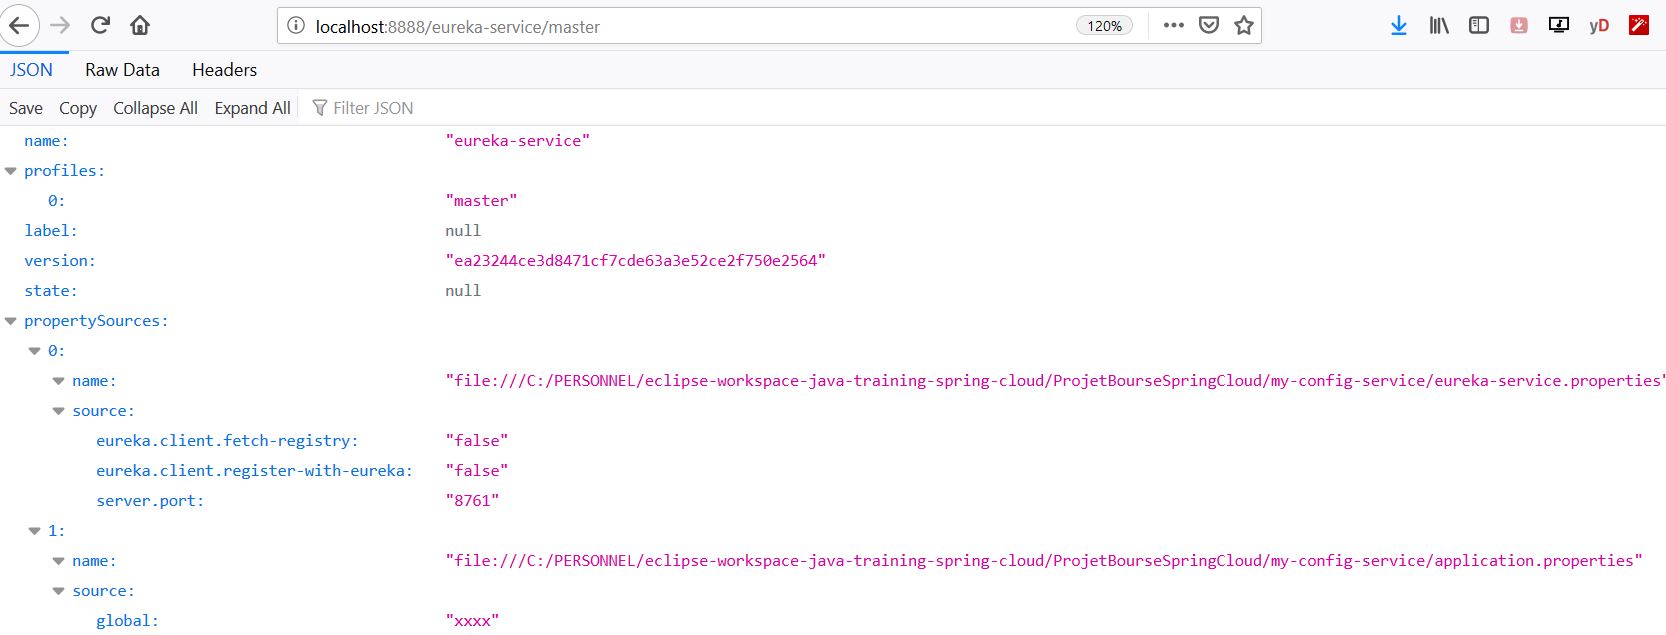 localhost:8888/eureka-service/master 120% yD
JSON Raw Data Headers
Save Copy Collapse All Expand All Filter JSON
name: "eureka-service"
profiles:
0: "master"
label: null
version: "ea23244ce3d8471cf7cde63a3e52ce2f750e2564"
state: null
propertySources:
0:
name: "file:///C:/PERSONNEL/eclipse-workspace-java-training-spring-cloud/ProjetBourseSpringCloud/my-config-service/eureka-service.properties"
source:
eureka.client.fetch-registry: "false"
eureka.client.register-with-eureka: "false"
server.port: "8761"
1:
name: "file:///C:/PERSONNEL/eclipse-workspace-java-training-spring-cloud/ProjetBourseSpringCloud/my-config-service/application.properties"
source:
global: "xxxx"